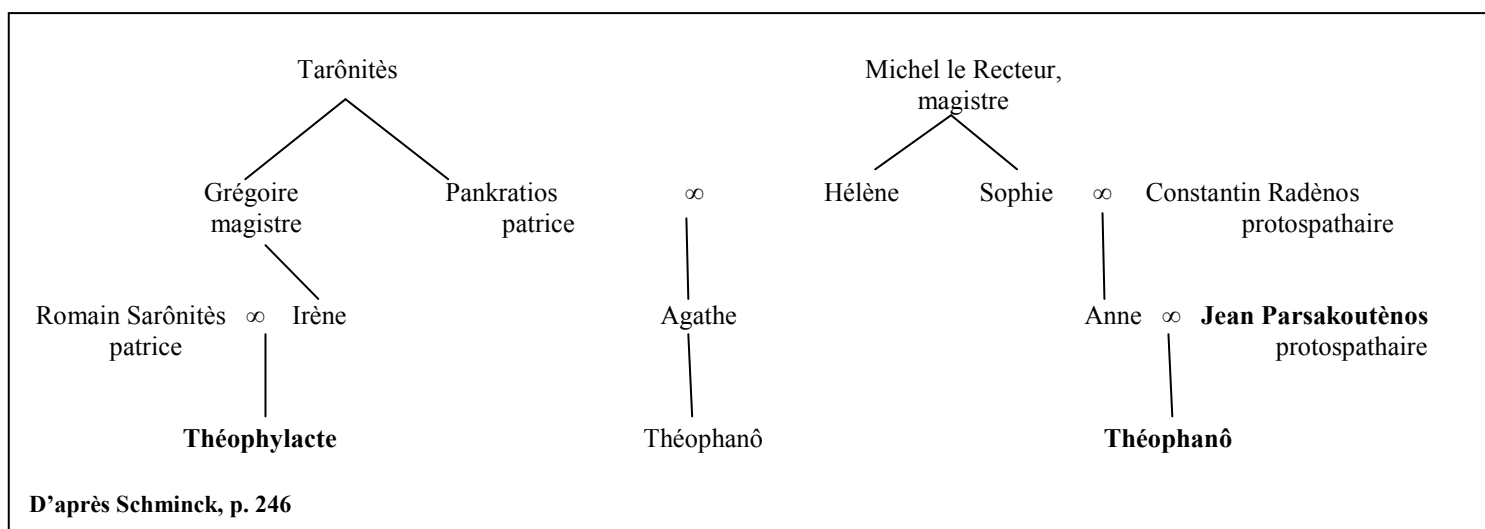 Tarônitès Michel le Recteur,
magistre
Grégoire Pankratios ∞ Hélène Sophie ∞ Constantin Radènos
magistre patrice protospathaire
Romain Sarônitès ∞ Irène Agathe Anne ∞ Jean Parsakoutènos
patrice protospathaire
Théophylacte Théophanô Théophanô
D'après Schminck, p. 246